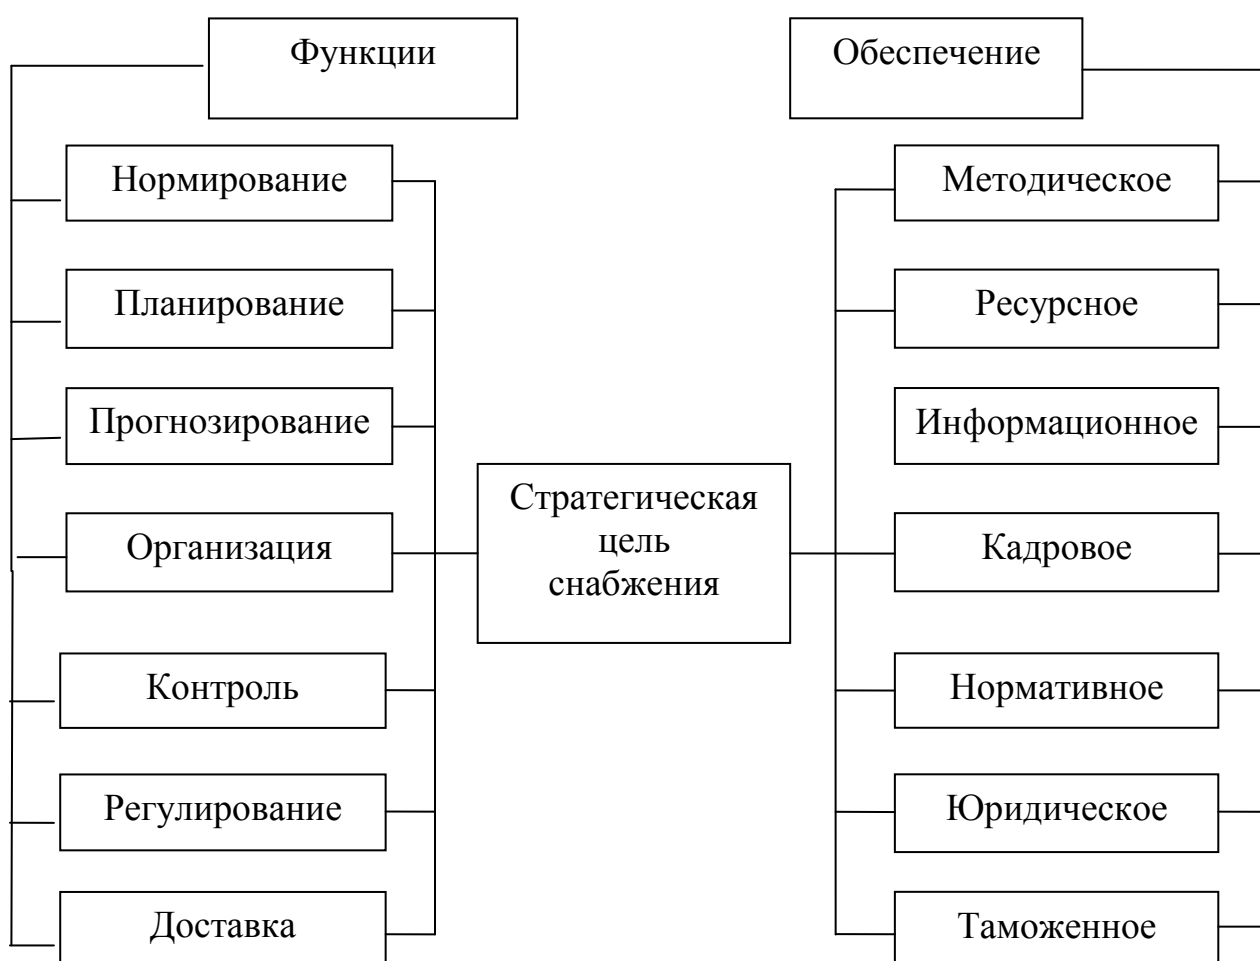 Функции
Обеспечение
Нормирование
Методическое
Планирование
Ресурсное
Прогнозирование
Информационное
Стратегическая
цель
снабжения
Организация
Кадровое
Контроль
Нормативное
Регулирование
Юридическое
Доставка
Таможенное